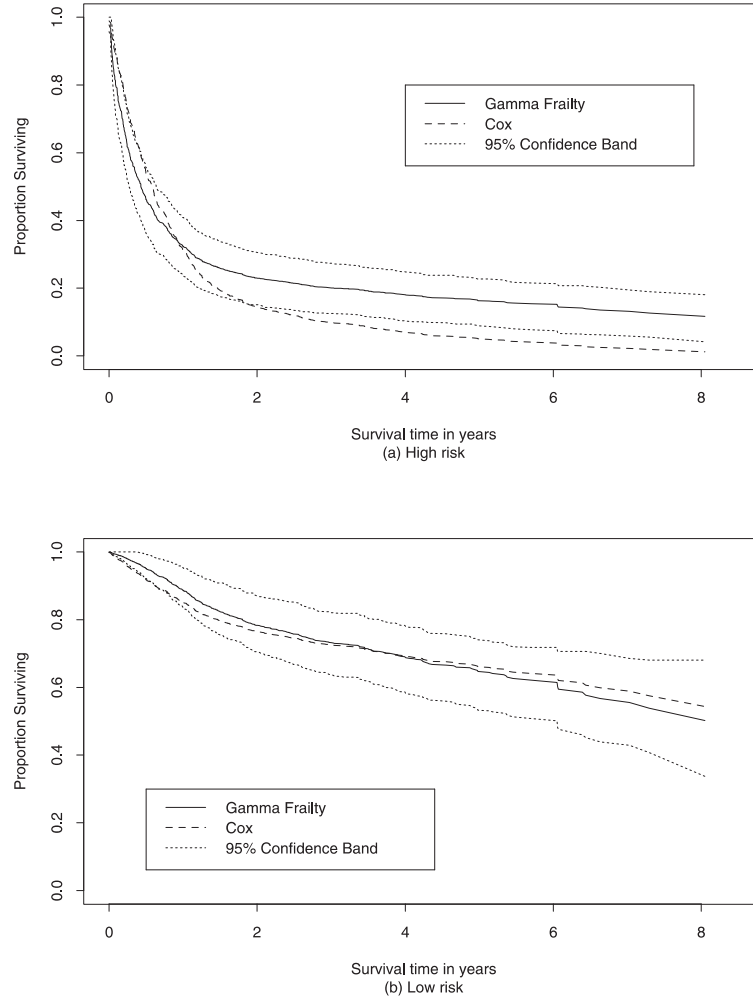 1.0
0.8
0.6
0.4
0.2
0.0
Proportion Surviving
Gamma Frailty
Cox
95% Confidence Band
0 2 4 6 8
Survival time in years
(a) High risk
1.0
0.8
0.6
0.4
0.2
0.0
Proportion Surviving
Gamma Frailty
Cox
95% Confidence Band
0 2 4 6 8
Survival time in years
(b) Low risk